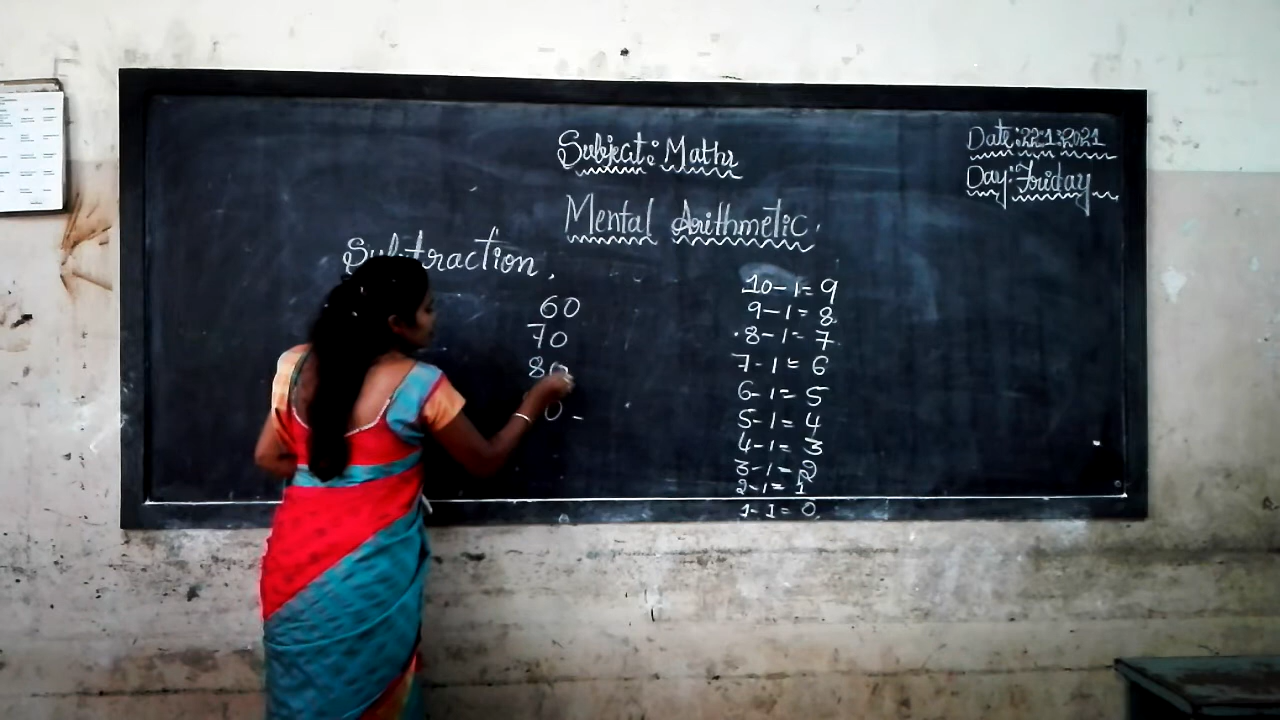 Subject: Maths
Date:22.1.2021
Day: Friday
Mental Arithmetic.
Subtraction.
60
70
80
0 -
10-1=9
9-1=8
8-1=7
7-1=6
6-1=5
5-1=4
4-1=3
3-1=2
2-1=1
1-1=0